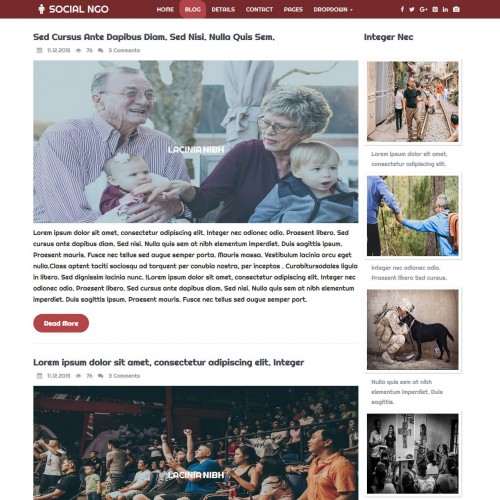 SOCIAL NGO
HOME BLOG DETAILS CONTACT PAGES DROPDOWN
Sed Cursus Ante Dapibus Diam. Sed Nisi. Nulla Quis Sem.
11.12.2015 76 3 Comments
LACINIA NIBH
Lorem ipsum dolor sit amet, consectetur adipiscing elit. Integer nec odionec odio. Praesent libero. Sed
cursus ante dapibus diam. Sed nisi. Nulla quis sem at nibh elementum imperdiet. Duis sagittis ipsum.
Praesent mauris. Fusce nec tellus sed augue semper porta. Mauris massa. Vestibulum lacinia arcu eget
nulla.Class aptent taciti sociosqu ad torquent per conubia nostra, per inceptos . Curabitursodales ligula
in libero. Sed dignissim lacinia nunc. !Lorem ipsum dolor sit amet, consectetur adipiscing elit. Integer nec
odionec odio. Praesent libero. Sed cursus ante dapibus diam. Sed nisi. Nulla quis sem at nibh elementum
imperdiet. Duis sagittis ipsum. Praesent mauris. Fusce nec tellus sed augue semper porta.
Read More
Lorem ipsum dolor sit amet, consectetur adipiscing elit. Integer
11.12.2015 76 3 Comments
LACINIA NIBH
Integer Nec
Lorem ipsum dolor sit amet,
consectetur adipiscing elit.
Integer nec odionec odio.
Praesent libero Sed cursus.
Nulla quis sem at nibh
elementum imperdiet. Duis
sagittis.